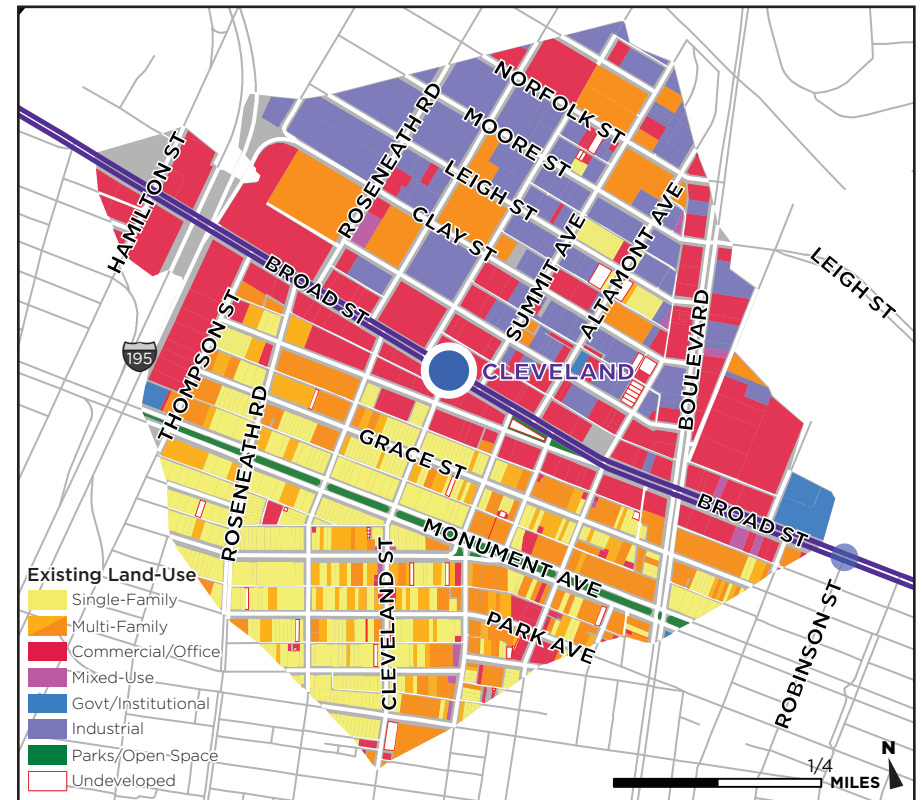 NORFOLK ST
ROSENEATH RD
MOORE ST
LEIGH ST
HAMILTON ST
CLAY ST
SUMMIT AVE
ALTAMONT AVE
LEIGH ST
BROAD ST
THOMPSON ST
BOULEVARD
195
CLEVELAND
ROSENEATH RD
GRACE ST
BROAD ST
MONUMENT AVE
CLEVELAND ST
PARK AVE
ROBINSON ST
Existing Land-Use
Single-Family
Multi-Family
Commercial/Office
Mixed-Use
Govt/Institutional
Industrial
Parks/Open Space
Undeveloped
N
1/4
MILES